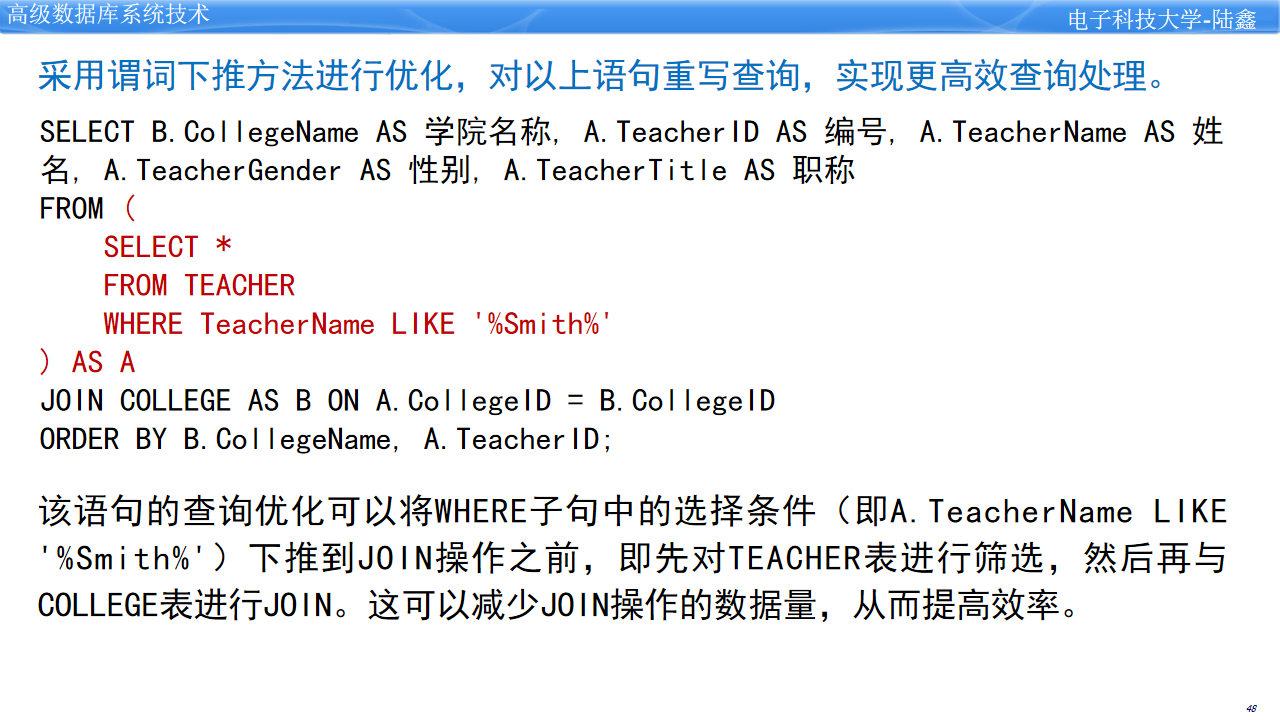 高级数据库系统技术
电子科技大学-陆鑫
采用谓词下推方法进行优化，对以上语句重写查询，实现更高效查询处理。
SELECT B.CollegeName AS 学院名称, A.TeacherID AS 编号, A.TeacherName AS 姓
名, A.TeacherGender AS 性别, A.TeacherTitle AS 职称
FROM (
    SELECT *
    FROM TEACHER
    WHERE TeacherName LIKE '%Smith%'
) AS A
JOIN COLLEGE AS B ON A.CollegeID = B.CollegeID
ORDER BY B.CollegeName, A.TeacherID;
该语句的查询优化可以将WHERE子句中的选择条件（即A.TeacherName LIKE
'%Smith%'）下推到JOIN操作之前，即先对TEACHER表进行筛选，然后再与
COLLEGE表进行JOIN。这可以减少JOIN操作的数据量，从而提高效率。
48